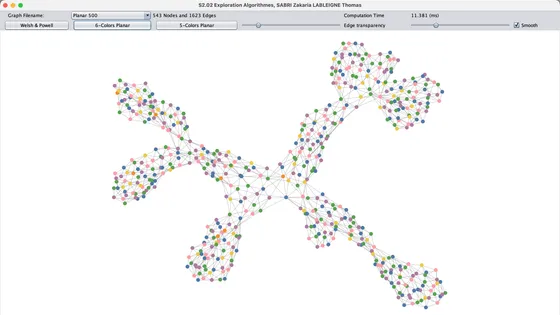 S2.02 Exploration Algorithmes, SABRI Zakaria LABLEIGNE Thomas
Graph Filename: Planar 500 543 Nodes and 1623 Edges Computation Time 11.381 (ms)
Welsh & Powell 6-Colors Planar 5-Colors Planar Edge transparency Smooth